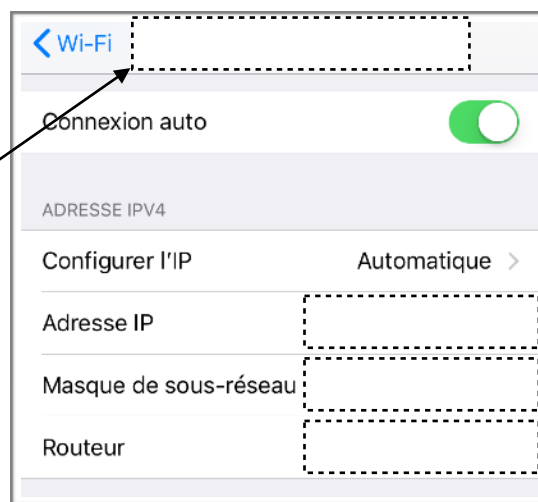 Wi-Fi
Connexion auto
ADRESSE IPV4
Configurer l'IP Automatique
Adresse IP
Masque de sous-réseau
Routeur